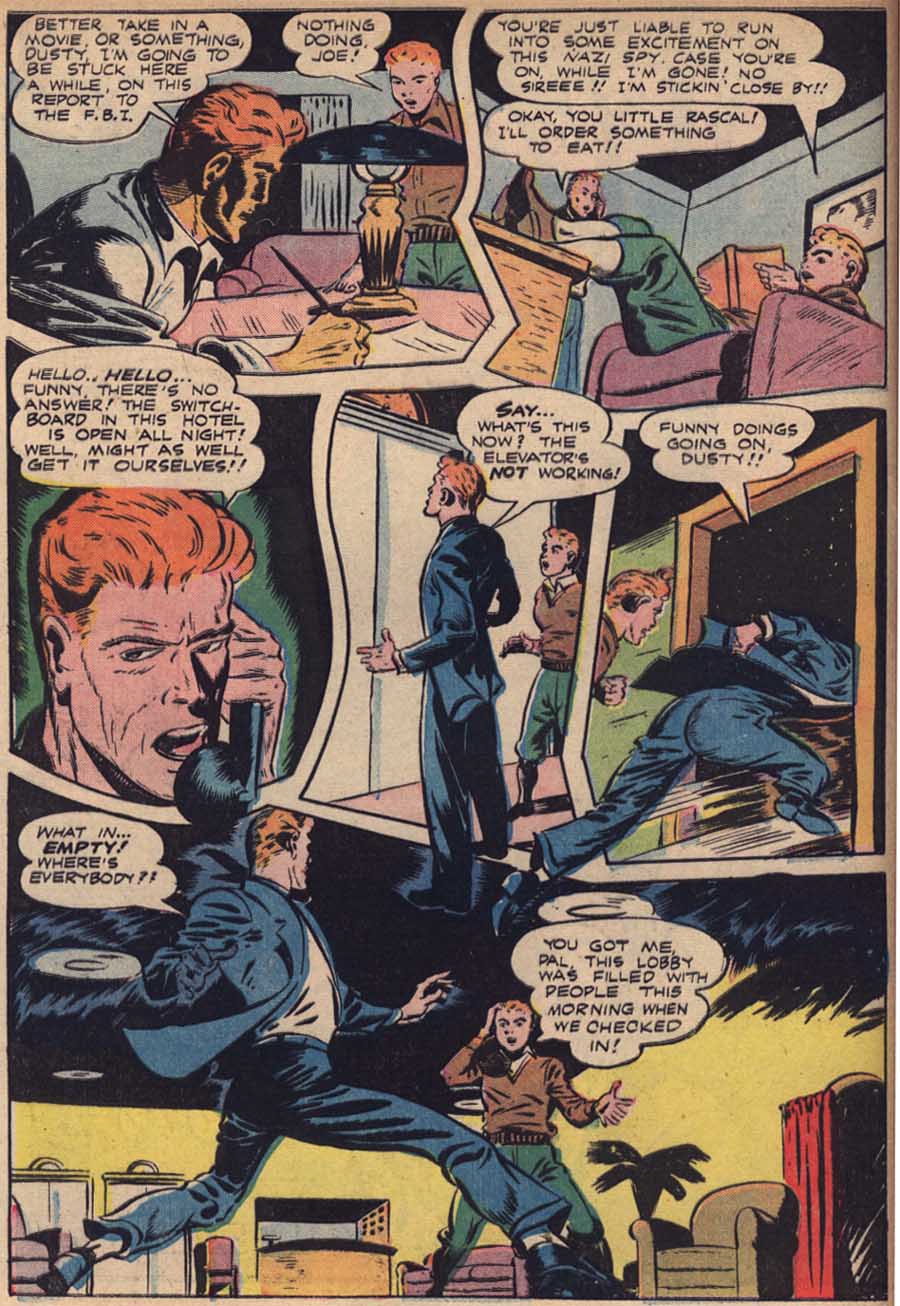 BETTER TAKE IN A
MOVIE, OR SOMETHING,
DUSTY, I'M GOING TO
BE STUCK HERE
A WHILE, ON THIS
REPORT TO
THE F.B.I.
NOTHING
DOING,
JOE!
YOU'RE JUST LIABLE TO RUN
INTO SOME EXCITEMENT ON
THIS NAZI SPY. CASE YOU'RE
ON, WHILE I'M GONE! NO
SIREEE!! I'M STICKIN' CLOSE BY!!
OKAY, YOU LITTLE RASCAL!
I'LL ORDER SOMETHING
TO EAT!!
HELLO.. HELLO...
FUNNY, THERE'S NO
ANSWER! THE SWITCH-
BOARD IN THIS HOTEL
IS OPEN ALL NIGHT!
WELL, MIGHT AS WELL
GET IT OURSELVES!!
SAY...
WHAT'S THIS
NOW? THE
ELEVATOR'S
NOT WORKING!
FUNNY DOINGS
GOING ON,
DUSTY!!
WHAT IN...
EMPTY!
WHERE'S
EVERYBODY??
YOU GOT ME,
PAL, THIS LOBBY
WAS FILLED WITH
PEOPLE THIS
MORNING WHEN
WE CHECKED
IN!